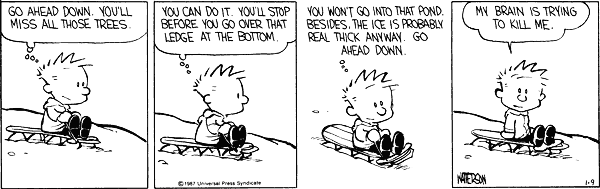 GO AHEAD DOWN. YOU'LL
MISS ALL THOSE TREES.
YOU CAN DO IT. YOU'LL STOP
BEFORE YOU GO OVER THAT
LEDGE AT THE BOTTOM.
© 1987 Universal Press Syndicate
YOU WON'T GO INTO THAT POND.
BESIDES, THE ICE IS PROBABLY
REAL THICK ANYWAY. GO
AHEAD DOWN.
MY BRAIN IS TRYING
TO KILL ME.
WATTERSON
1-9